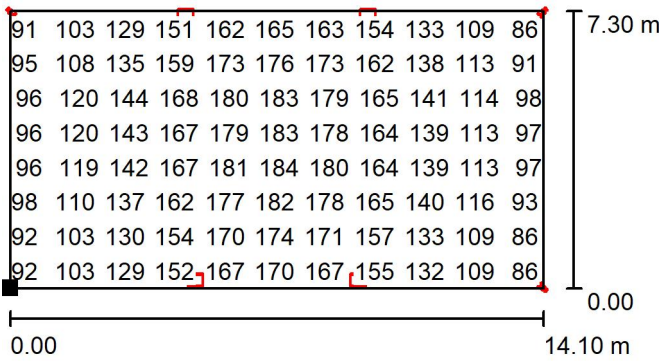 91 103 129 151 162 165 163 154 133 109 86
7.30 m
95 108 135 159 173 176 173 162 138 113 91
96 120 144 168 180 183 179 165 141 114 98
96 120 143 167 179 183 178 164 139 113 97
96 119 142 167 181 184 180 164 139 113 97
98 110 137 162 177 182 178 165 140 116 93
92 103 130 154 170 174 171 157 133 109 86
92 103 129 152 167 170 167 155 132 109 86
0.00
0.00 14.10 m